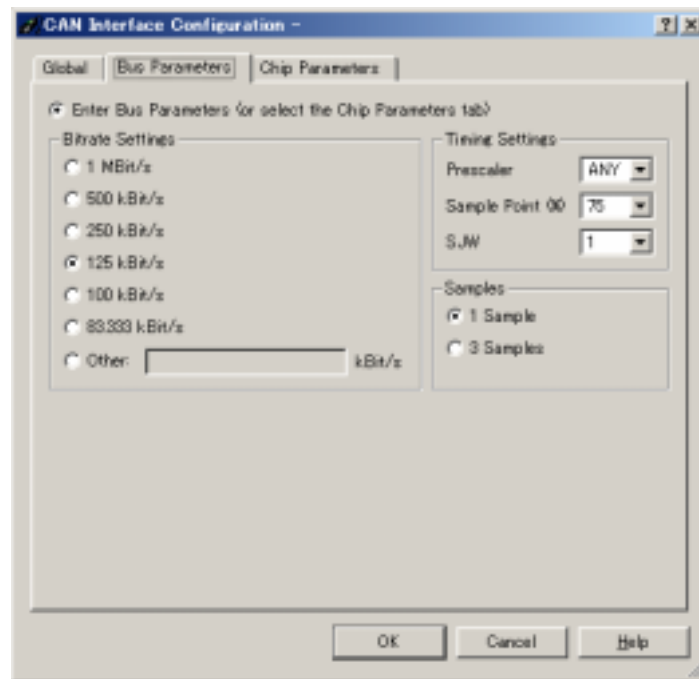 CAN Interface Configuration -
Global
Bus Parameters
Chip Parameters
Enter Bus Parameters (or select the Chip Parameters tab)
Bitrate Settings
1 MBit/s
500 kBit/s
250 kBit/s
125 kBit/s
100 kBit/s
83.333 kBit/s
Other: kBit/s
Timing Settings
Prescaler ANY
Sample Point (%) 75
SJW 1
Samples
1 Sample
3 Samples
OK
Cancel
Help